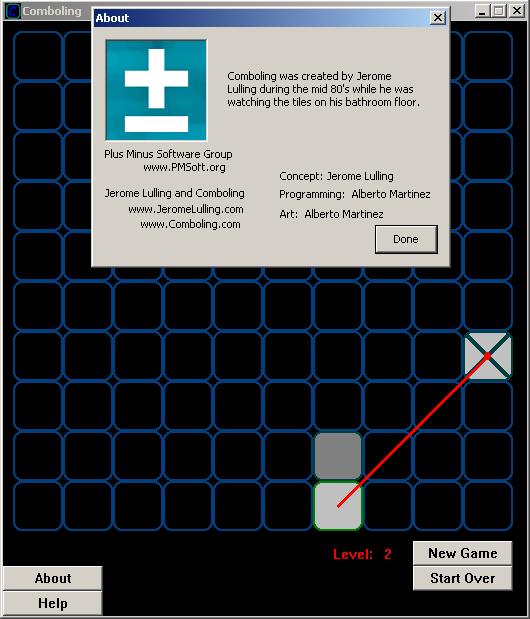 Combolíng
About
Combolíng was created by Jerome
Lulling during the mid 80's while he was
watching the tiles on his bathroom floor.
Plus Minus Software Group
www.PMSoft.org
Jerome Lulling and Comboling
www.JeromeLulling.com
www.Comboling.com
Concept: Jerome Lulling
Programming: Alberto Martinez
Art: Alberto Martinez
Done
Level: 2
New Game
Start Over
About
Help